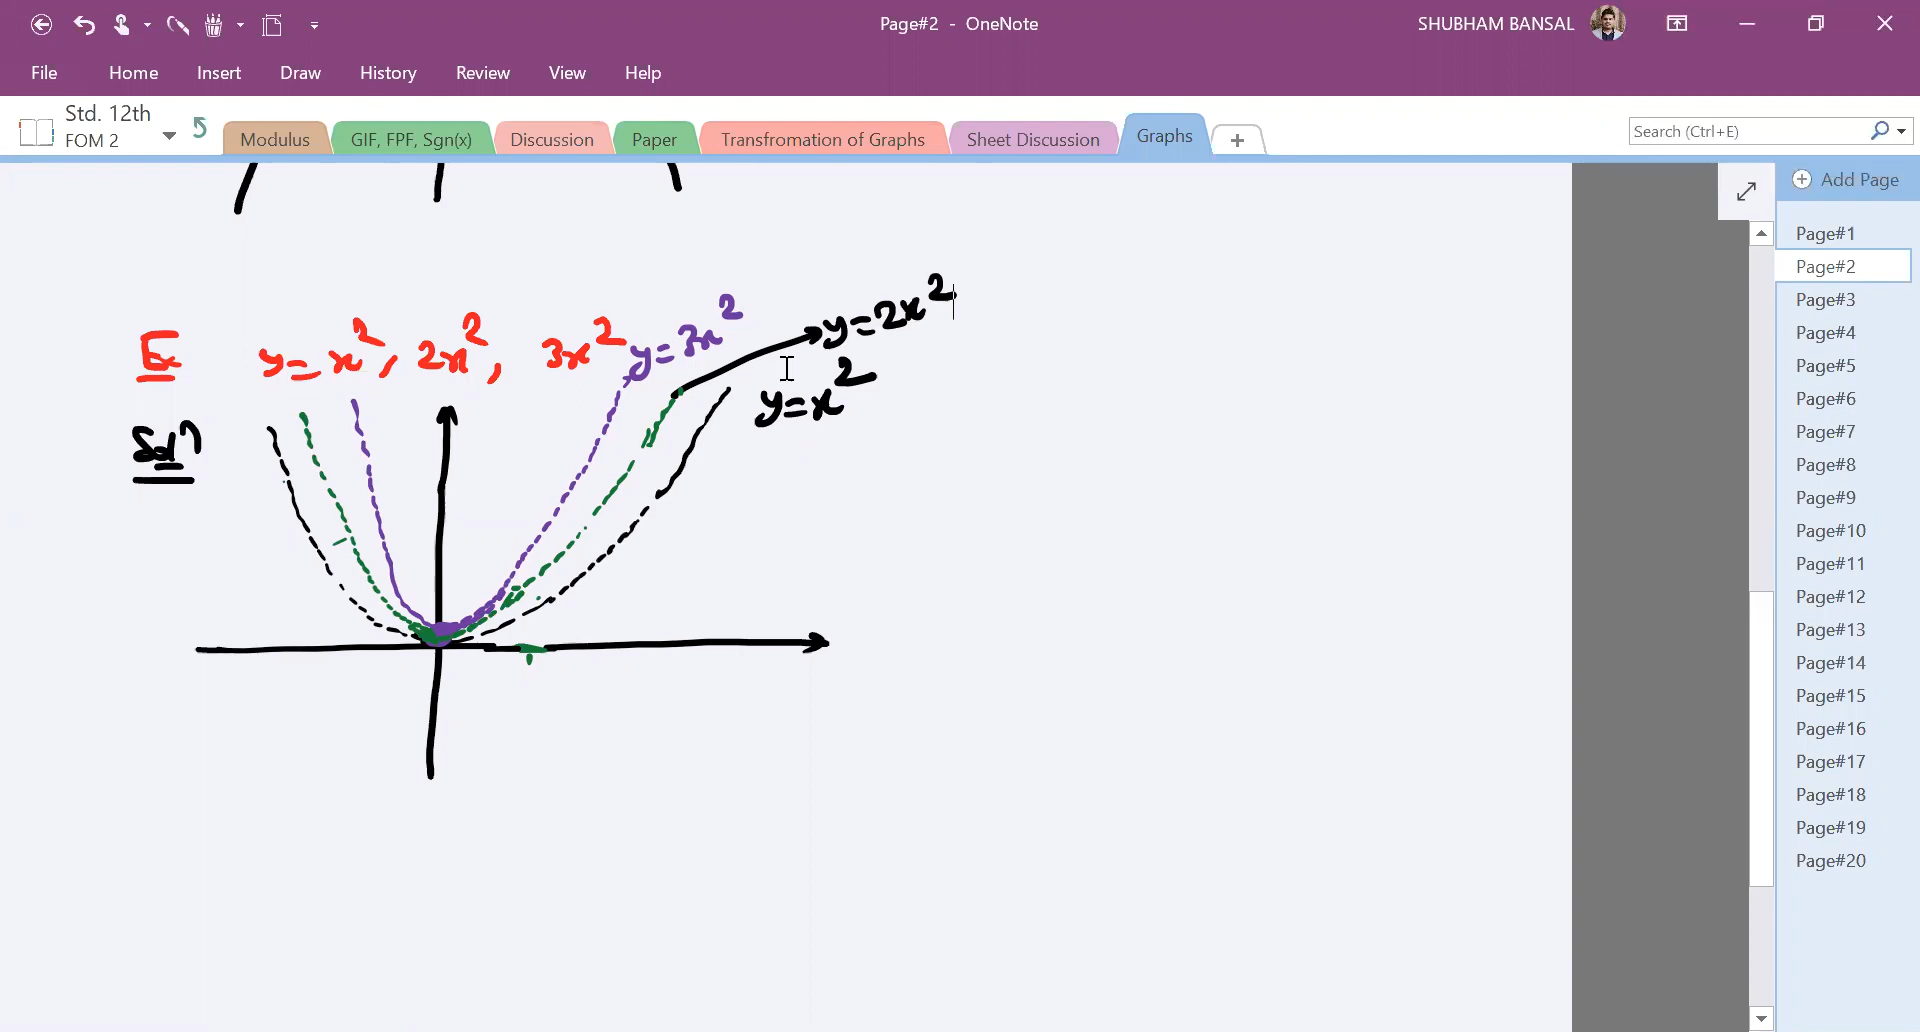 Page#2 - OneNote
SHUBHAM BANSAL
File Home Insert Draw History Review View Help
Std. 12th
FOM 2
Modulus GIF, FPF, Sgn(x) Discussion Paper Transfromation of Graphs Sheet Discussion Graphs
Search (Ctrl+E)
Add Page
Page#1
Page#2
Page#3
Page#4
Page#5
Page#6
Page#7
Page#8
Page#9
Page#10
Page#11
Page#12
Page#13
Page#14
Page#15
Page#16
Page#17
Page#18
Page#19
Page#20
Ex y = x², 2x², 3x²
y = 3x²
y = 2x²
y = x²
Solⁿ